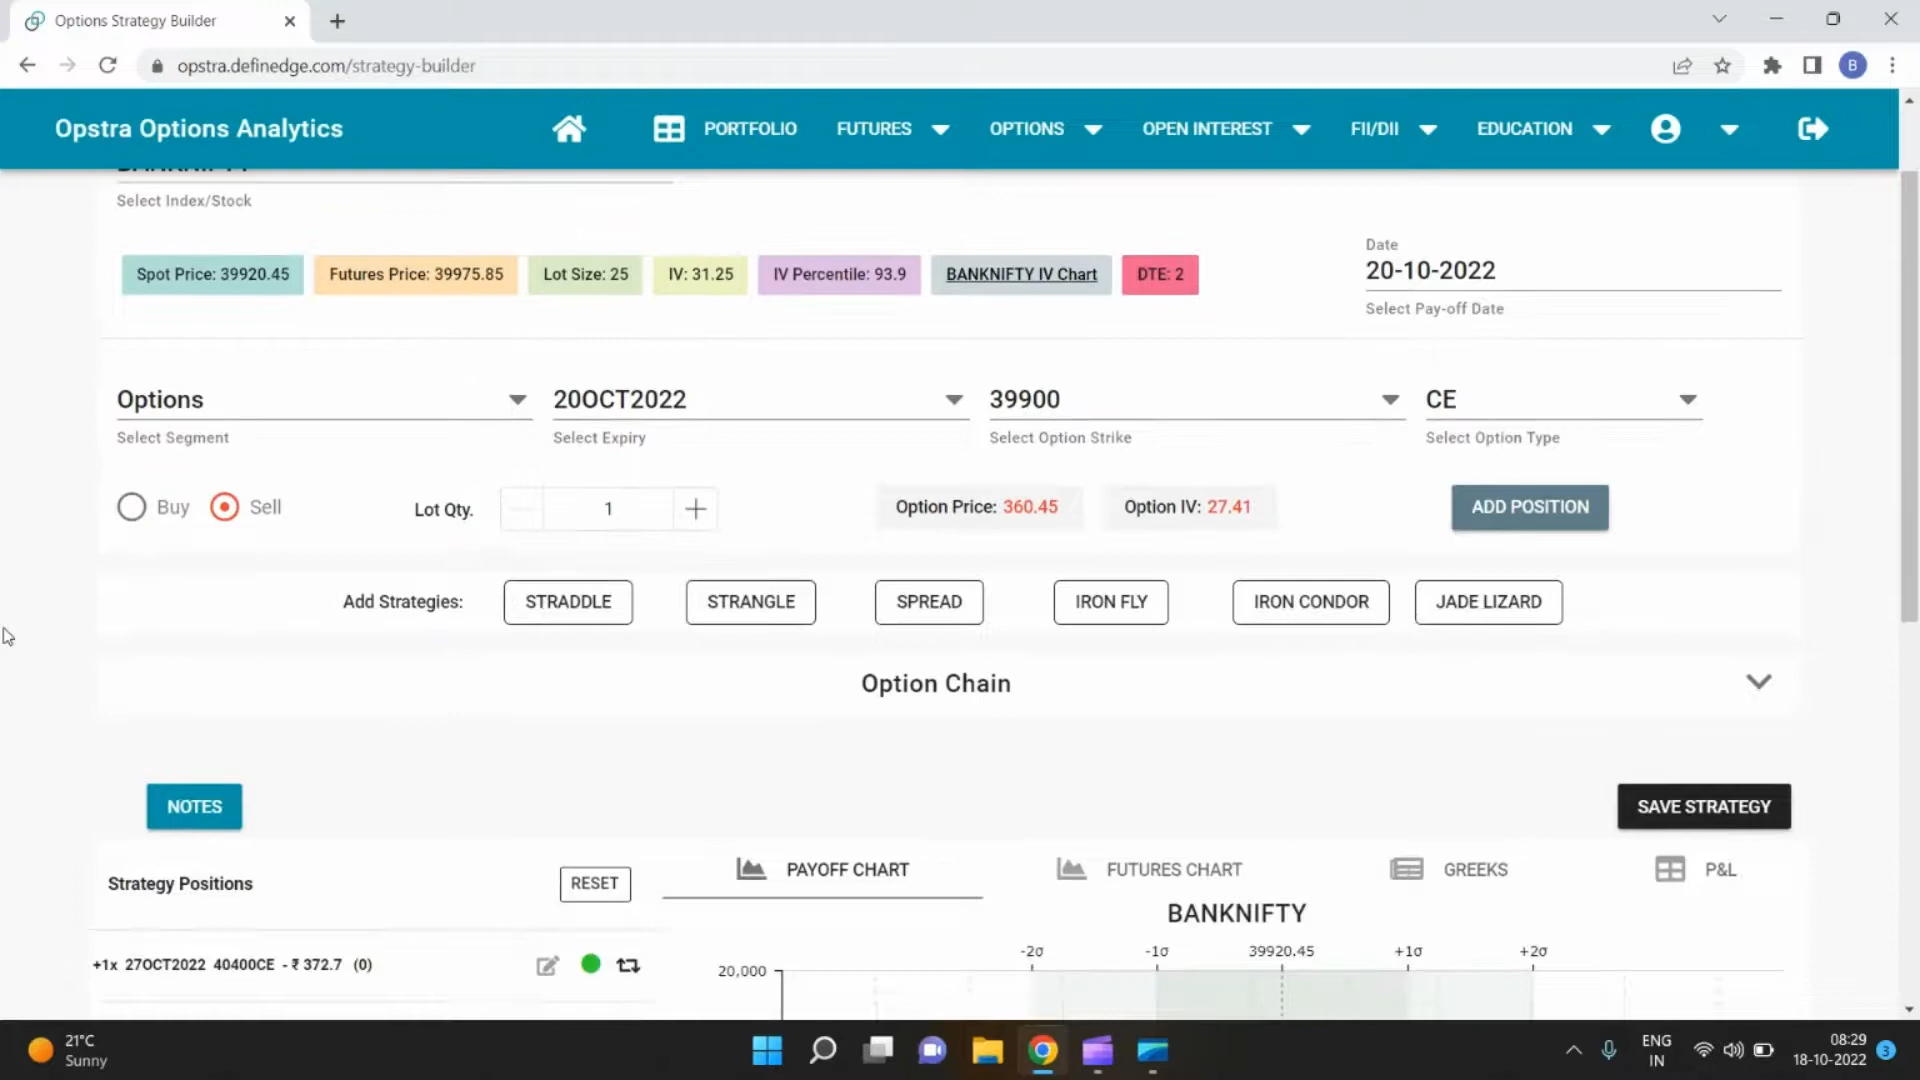 Options Strategy Builder
opstra.definedge.com/strategy-builder
B
Opstra Options Analytics
PORTFOLIO
FUTURES
OPTIONS
OPEN INTEREST
FII/DII
EDUCATION
BANKNIFTY
Select Index/Stock
Spot Price: 39920.45
Futures Price: 39975.85
Lot Size: 25
IV: 31.25
IV Percentile: 93.9
BANKNIFTY IV Chart
DTE: 2
Date
20-10-2022
Select Pay-off Date
Options
20OCT2022
39900
CE
Select Segment
Select Expiry
Select Option Strike
Select Option Type
Buy
Sell
Lot Qty.
1
Option Price: 360.45
Option IV: 27.41
ADD POSITION
Add Strategies:
STRADDLE
STRANGLE
SPREAD
IRON FLY
IRON CONDOR
JADE LIZARD
Option Chain
NOTES
SAVE STRATEGY
Strategy Positions
RESET
PAYOFF CHART
FUTURES CHART
GREEKS
P&L
BANKNIFTY
-2σ
-1σ
39920.45
+1σ
+2σ
+1x 27OCT2022 40400CE - ₹ 372.7 (0)
20,000
21°C
Sunny
ENG
IN
08:29
18-10-2022
3